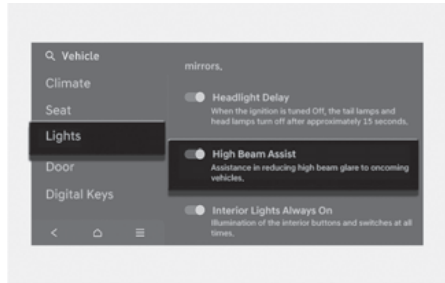 Vehicle
Climate
Seat
Lights
Door
Digital Keys
mirrors.
Headlight Delay
When the ignition is tuned Off, the tail lamps and
head lamps turn off after approximately 15 seconds.
High Beam Assist
Assistance in reducing high beam glare to oncoming
vehicles.
Interior Lights Always On
Illumination of the interior buttons and switches at all
times.